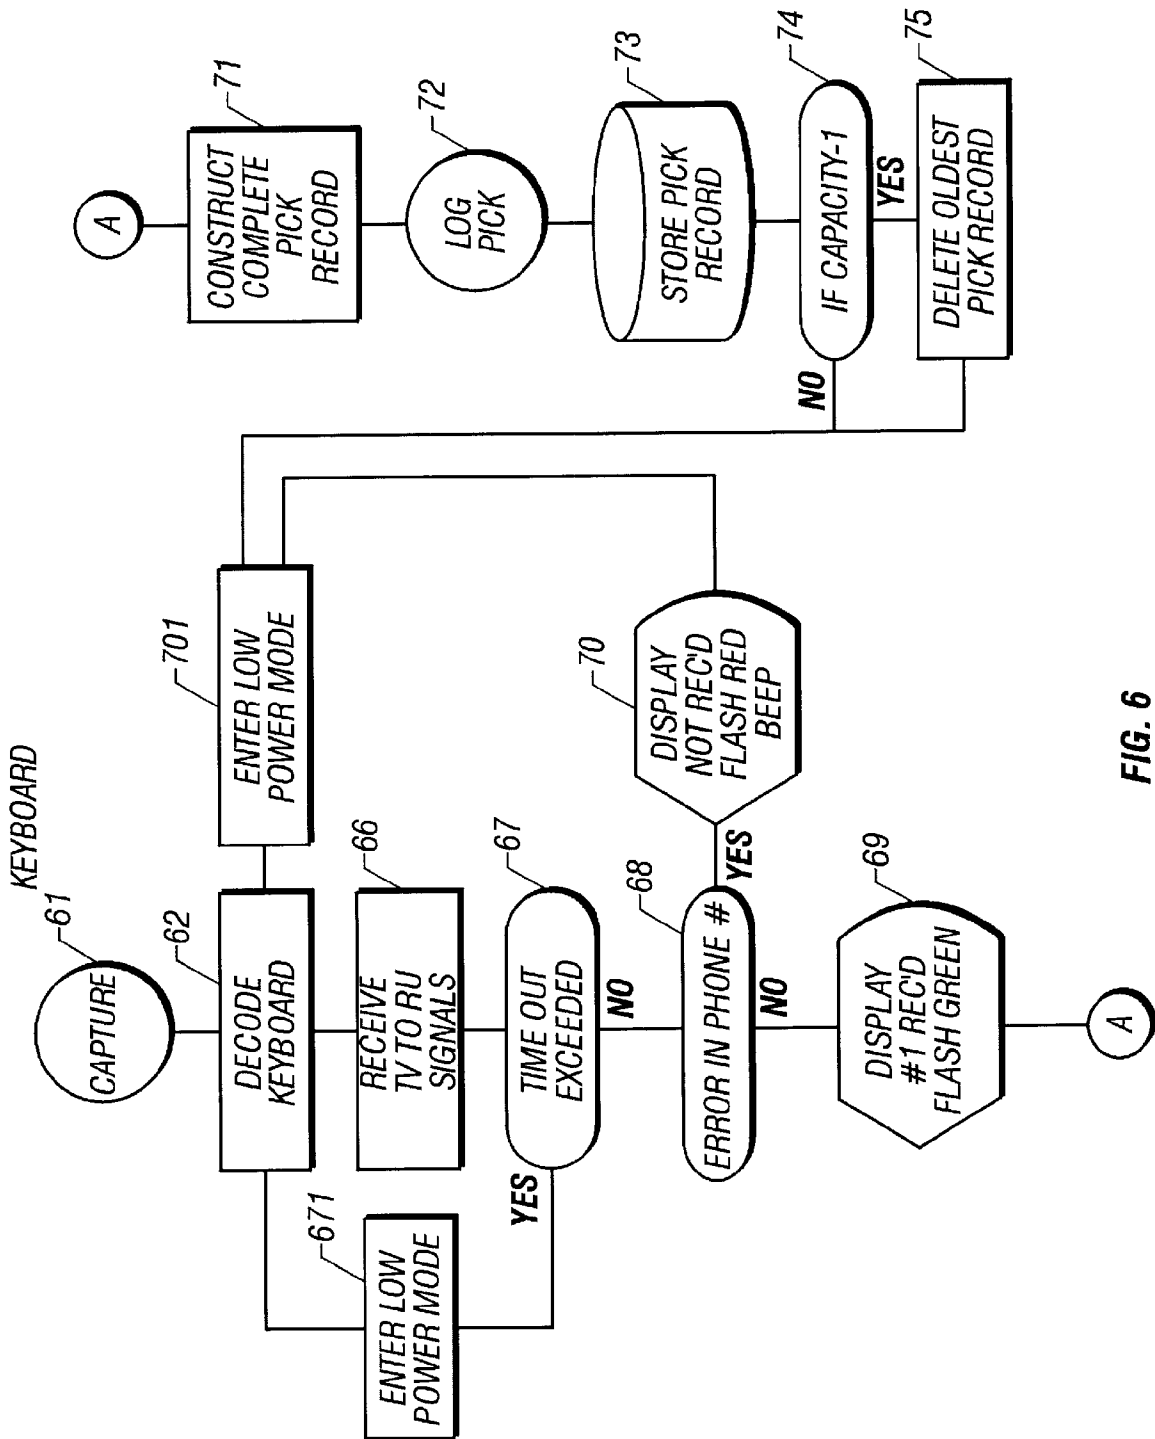 KEYBOARD
61
CAPTURE
62
DECODE
KEYBOARD
701
ENTER LOW
POWER MODE
671
ENTER LOW
POWER MODE
66
RECEIVE
TV TO RU
SIGNALS
67
TIME OUT
EXCEEDED
YES
NO
68
ERROR IN PHONE #
YES
NO
70
DISPLAY
NOT REC'D
FLASH RED
BEEP
69
DISPLAY
#1 REC'D
FLASH GREEN
A
A
71
CONSTRUCT
COMPLETE
PICK
RECORD
72
LOG
PICK
73
STORE PICK
RECORD
74
IF CAPACITY-1
NO
YES
75
DELETE OLDEST
PICK RECORD
FIG. 6